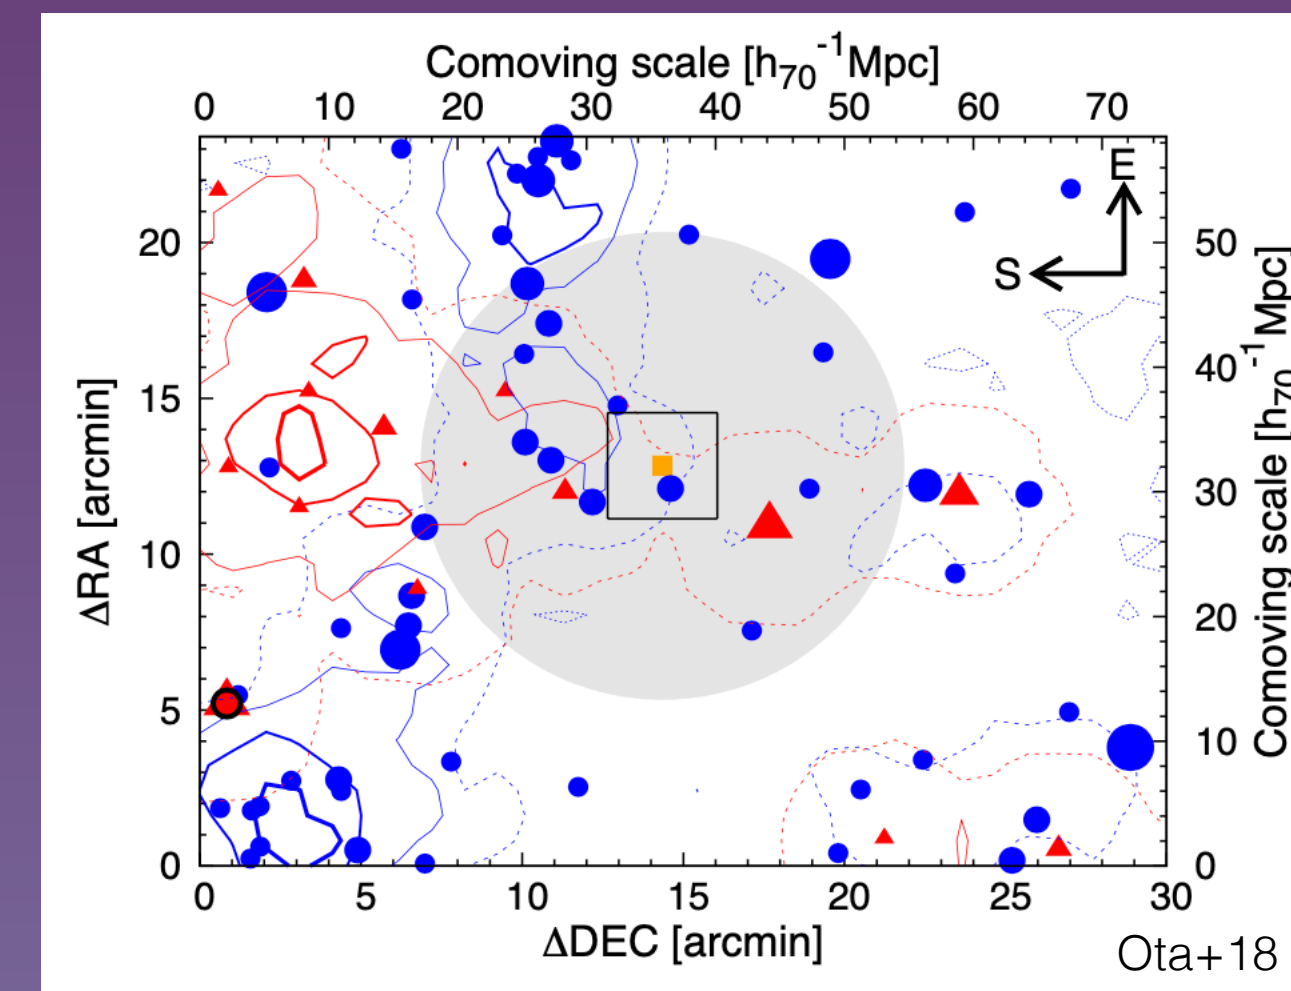 Comoving scale [h70-1Mpc]
0 10 20 30 40 50 60 70
E
S
20
15
10
5
0
ΔRA [arcmin]
50
40
30
20
10
0
Comoving scale [h70-1Mpc]
0 5 10 15 20 25 30
ΔDEC [arcmin]
Ota+18